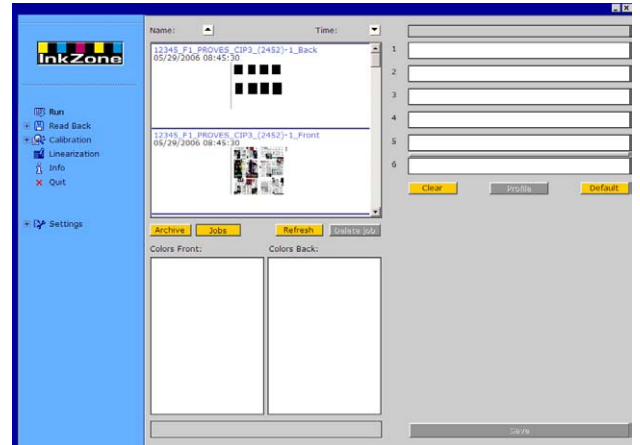 InkZone
Run
Read Back
Calibration
Linearization
Info
Quit
Settings
Name: Time:
12345_F1_PROVES_CIP3_(2452)-1_Back
05/29/2006 08:45:30
12345_F1_PROVES_CIP3_(2452)-1_Front
05/29/2006 08:45:30
Archive Jobs Refresh Delete job
Colors Front: Colors Back:
1
2
3
4
5
6
Clear Profile Default
Save